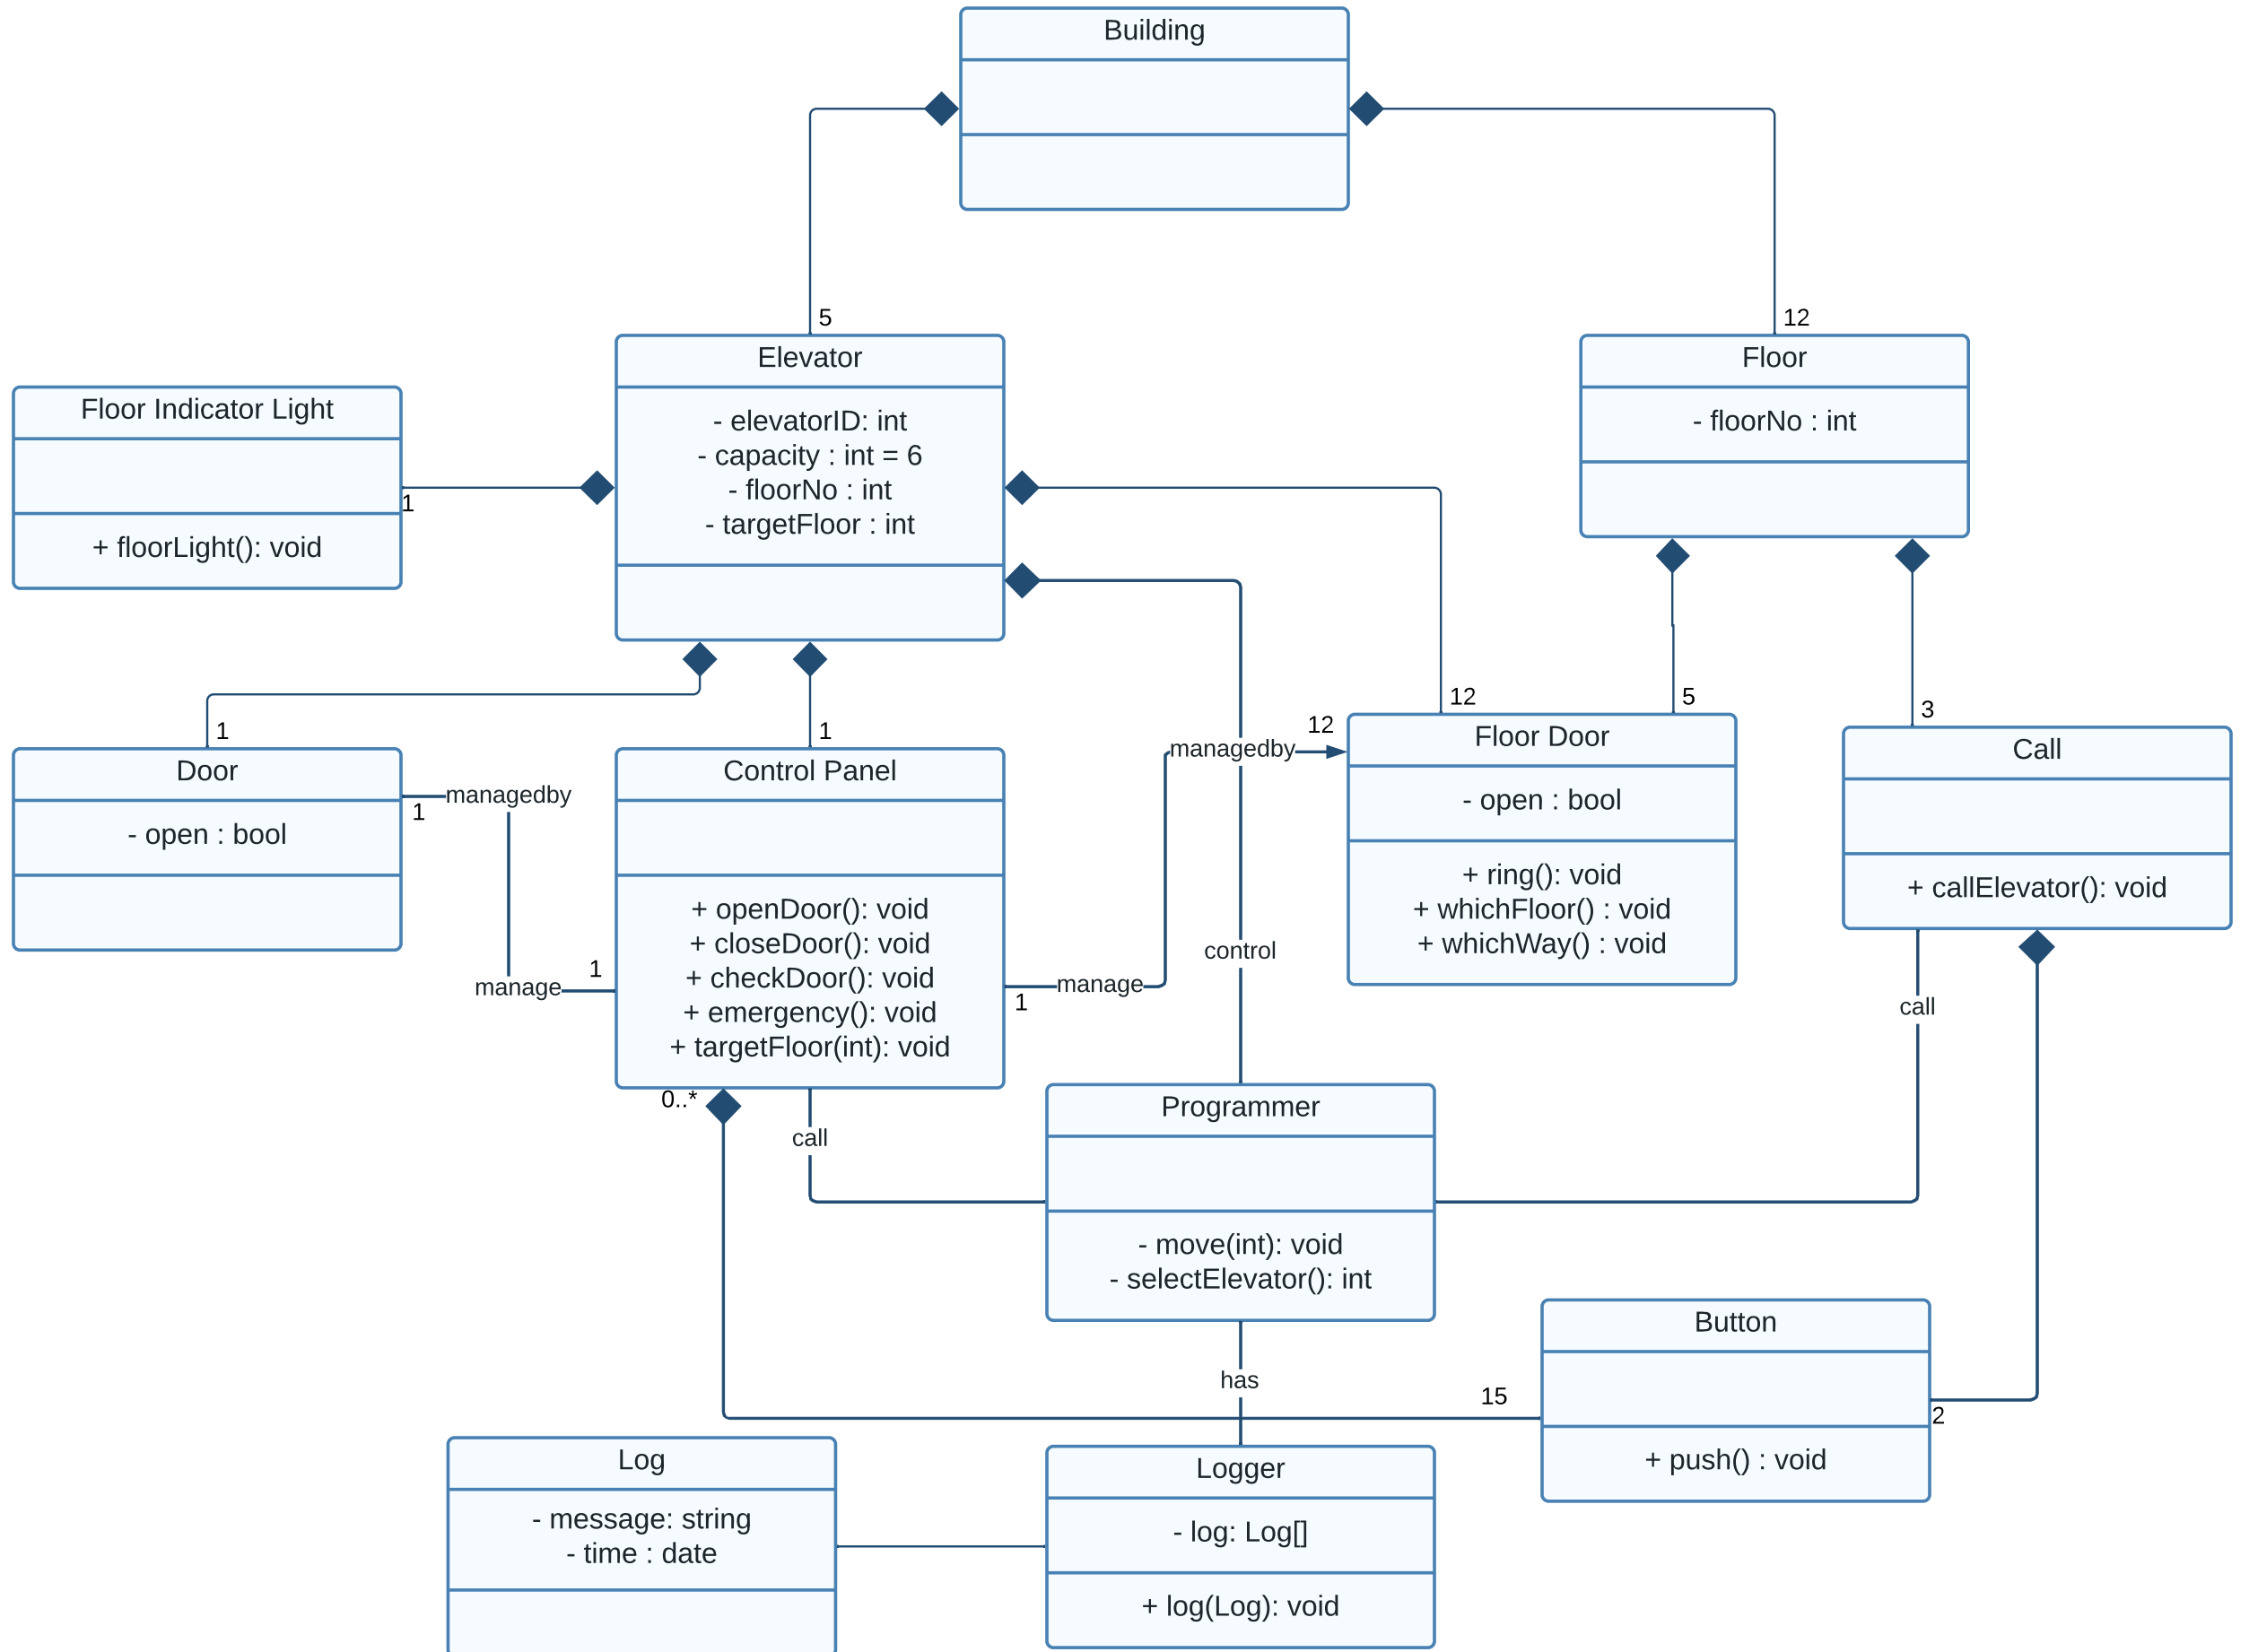 Building
5
12
Elevator
- elevatorID: int
- capacity : int = 6
- floorNo : int
- targetFloor : int
Floor
- floorNo : int
Floor Indicator Light
+ floorLight(): void
1
1
1
12
5
3
Door
- open : bool
1
managedby
manage
1
Control Panel
+ openDoor(): void
+ closeDoor(): void
+ checkDoor(): void
+ emergency(): void
+ targetFloor(int): void
1
manage
managedby
12
control
Floor Door
- open : bool
+ ring(): void
+ whichFloor() : void
+ whichWay() : void
Call
+ callElevator(): void
call
0..*
call
Programmer
- move(int): void
- selectElevator(): int
has
15
Button
+ push() : void
2
Log
- message: string
- time : date
Logger
- log: Log[]
+ log(Log): void